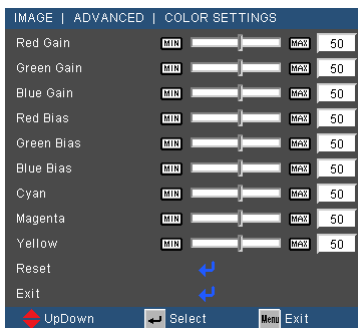 IMAGE | ADVANCED | COLOR SETTINGS
Red Gain MIN MAX 50
Green Gain MIN MAX 50
Blue Gain MIN MAX 50
Red Bias MIN MAX 50
Green Bias MIN MAX 50
Blue Bias MIN MAX 50
Cyan MIN MAX 50
Magenta MIN MAX 50
Yellow MIN MAX 50
Reset
Exit
UpDown Select Menu Exit